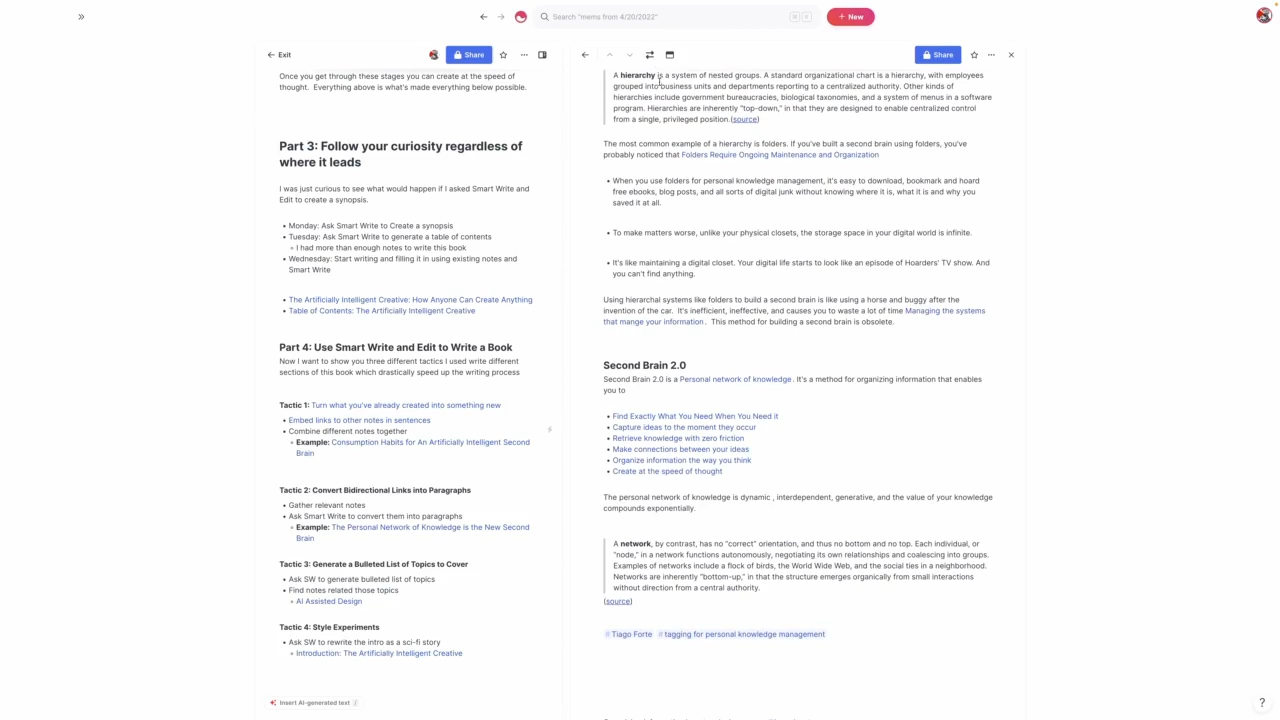 Search "mems from 4/20/2022"
+ New
Exit
Share
Once you get through these stages you can create at the speed of
thought. Everything above is what's made everything below possible.
Part 3: Follow your curiosity regardless of
where it leads
I was just curious to see what would happen if I asked Smart Write and
Edit to create a synopsis.
• Monday: Ask Smart Write to Create a synopsis
• Tuesday: Ask Smart Write to generate a table of contents
• I had more than enough notes to write this book
• Wednesday: Start writing and filling it in using existing notes and
Smart Write
• The Artificially Intelligent Creative: How Anyone Can Create Anything
• Table of Contents: The Artificially Intelligent Creative
Part 4: Use Smart Write and Edit to Write a Book
Now I want to show you three different tactics I used write different
sections of this book which drastically speed up the writing process
Tactic 1: Turn what you've already created into something new
• Embed links to other notes in sentences
• Combine different notes together
• Example: Consumption Habits for An Artificially Intelligent Second
Brain
Tactic 2: Convert Bidirectional Links into Paragraphs
• Gather relevant notes
• Ask Smart Write to convert them into paragraphs
• Example: The Personal Network of Knowledge is the New Second
Brain
Tactic 3: Generate a Bulleted List of Topics to Cover
• Ask SW to generate bulleted list of topics
• Find notes related those topics
• AI Assisted Design
Tactic 4: Style Experiments
• Ask SW to rewrite the intro as a sci-fi story
• Introduction: The Artificially Intelligent Creative
Insert AI-generated text /
Share
A hierarchy is a system of nested groups. A standard organizational chart is a hierarchy, with employees
grouped into business units and departments reporting to a centralized authority. Other kinds of
hierarchies include government bureaucracies, biological taxonomies, and a system of menus in a software
program. Hierarchies are inherently "top-down," in that they are designed to enable centralized control
from a single, privileged position.(source)
The most common example of a hierarchy is folders. If you've built a second brain using folders, you've
probably noticed that Folders Require Ongoing Maintenance and Organization
• When you use folders for personal knowledge management, it's easy to download, bookmark and hoard
free ebooks, blog posts, and all sorts of digital junk without knowing where it is, what it is and why you
saved it at all.
• To make matters worse, unlike your physical closets, the storage space in your digital world is infinite.
• It's like maintaining a digital closet. Your digital life starts to look like an episode of Hoarders' TV show. And
you can't find anything.
Using hierarchal systems like folders to build a second brain is like using a horse and buggy after the
invention of the car. It's inefficient, ineffective, and causes you to waste a lot of time Managing the systems
that mange your information. This method for building a second brain is obsolete.
Second Brain 2.0
Second Brain 2.0 is a Personal network of knowledge. It's a method for organizing information that enables
you to
• Find Exactly What You Need When You Need it
• Capture ideas to the moment they occur
• Retrieve knowledge with zero friction
• Make connections between your ideas
• Organize information the way you think
• Create at the speed of thought
The personal network of knowledge is dynamic , interdependent, generative, and the value of your knowledge
compounds exponentially.
A network, by contrast, has no "correct" orientation, and thus no bottom and no top. Each individual, or
"node," in a network functions autonomously, negotiating its own relationships and coalescing into groups.
Examples of networks include a flock of birds, the World Wide Web, and the social ties in a neighborhood.
Networks are inherently "bottom-up," in that the structure emerges organically from small interactions
without direction from a central authority.
(source)
# Tiago Forte # tagging for personal knowledge management
?